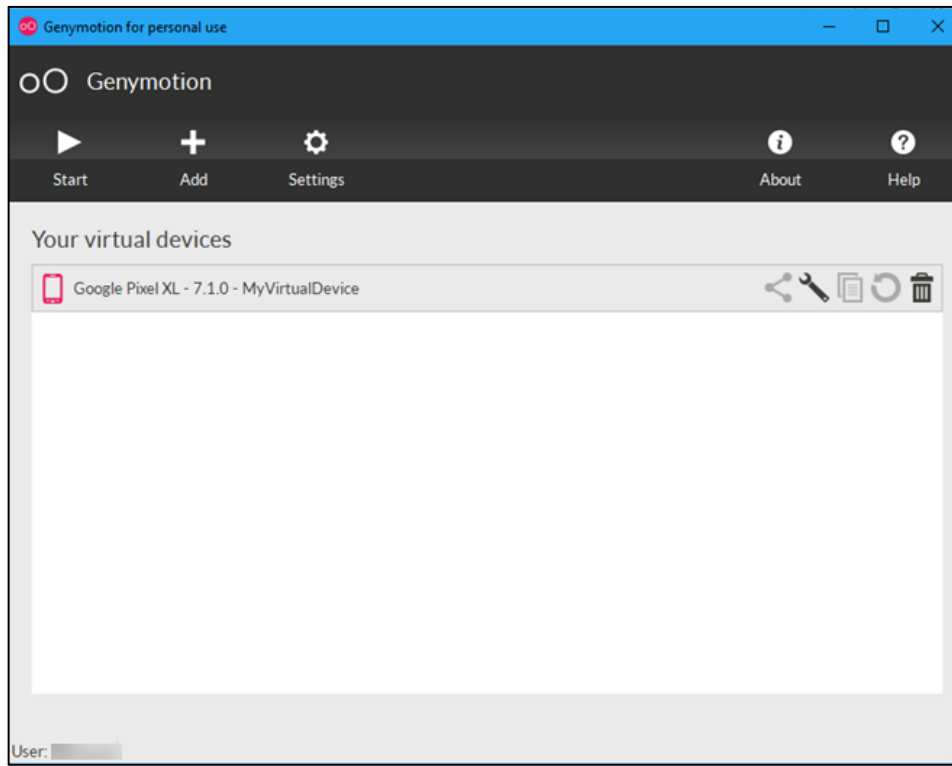 Genymotion for personal use
Genymotion
Start Add Settings About Help
Your virtual devices
Google Pixel XL - 7.1.0 - MyVirtualDevice
User: